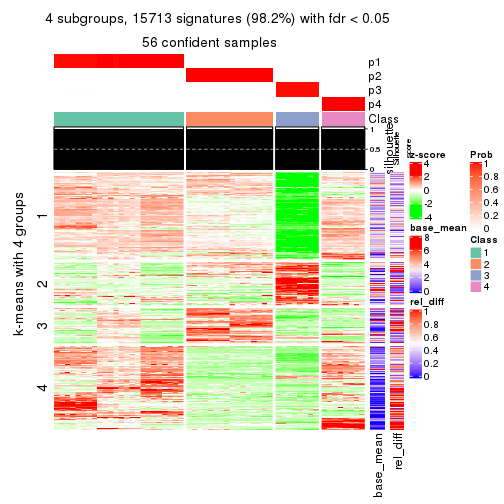 4 subgroups, 15713 signatures (98.2%) with fdr < 0.05
56 confident samples
p1
p2
p3
p4
Class
1
0.5
0
silhouette
Silhouette
score
k-means with 4 groups
1
2
3
4
base_mean
rel_diff
z-score
4
2
0
-2
-4
base_mean
8
6
4
2
0
rel_diff
1
0.8
0.6
0.4
0.2
0
Prob
1
0.8
0.6
0.4
0.2
0
Class
1
2
3
4